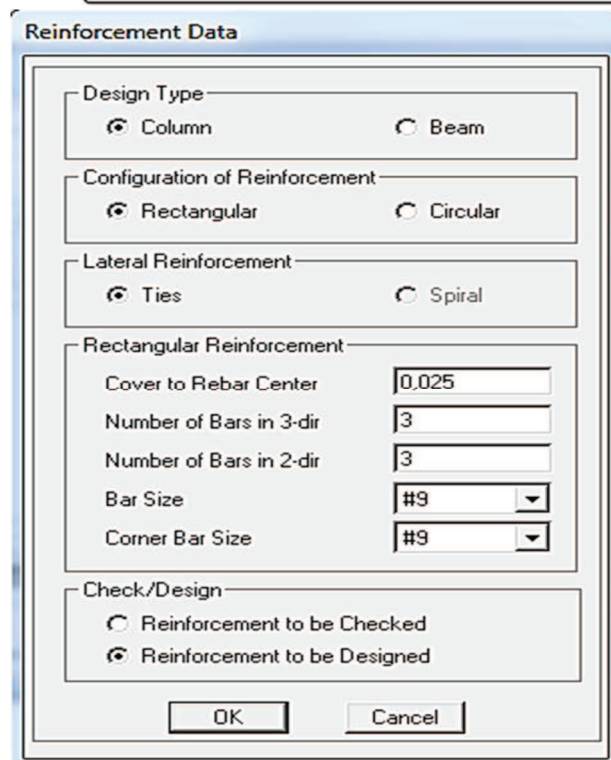 Reinforcement Data
Design Type
Column Beam
Configuration of Reinforcement
Rectangular Circular
Lateral Reinforcement
Ties Spiral
Rectangular Reinforcement
Cover to Rebar Center 0,025
Number of Bars in 3-dir 3
Number of Bars in 2-dir 3
Bar Size #9
Corner Bar Size #9
Check/Design
Reinforcement to be Checked
Reinforcement to be Designed
OK Cancel